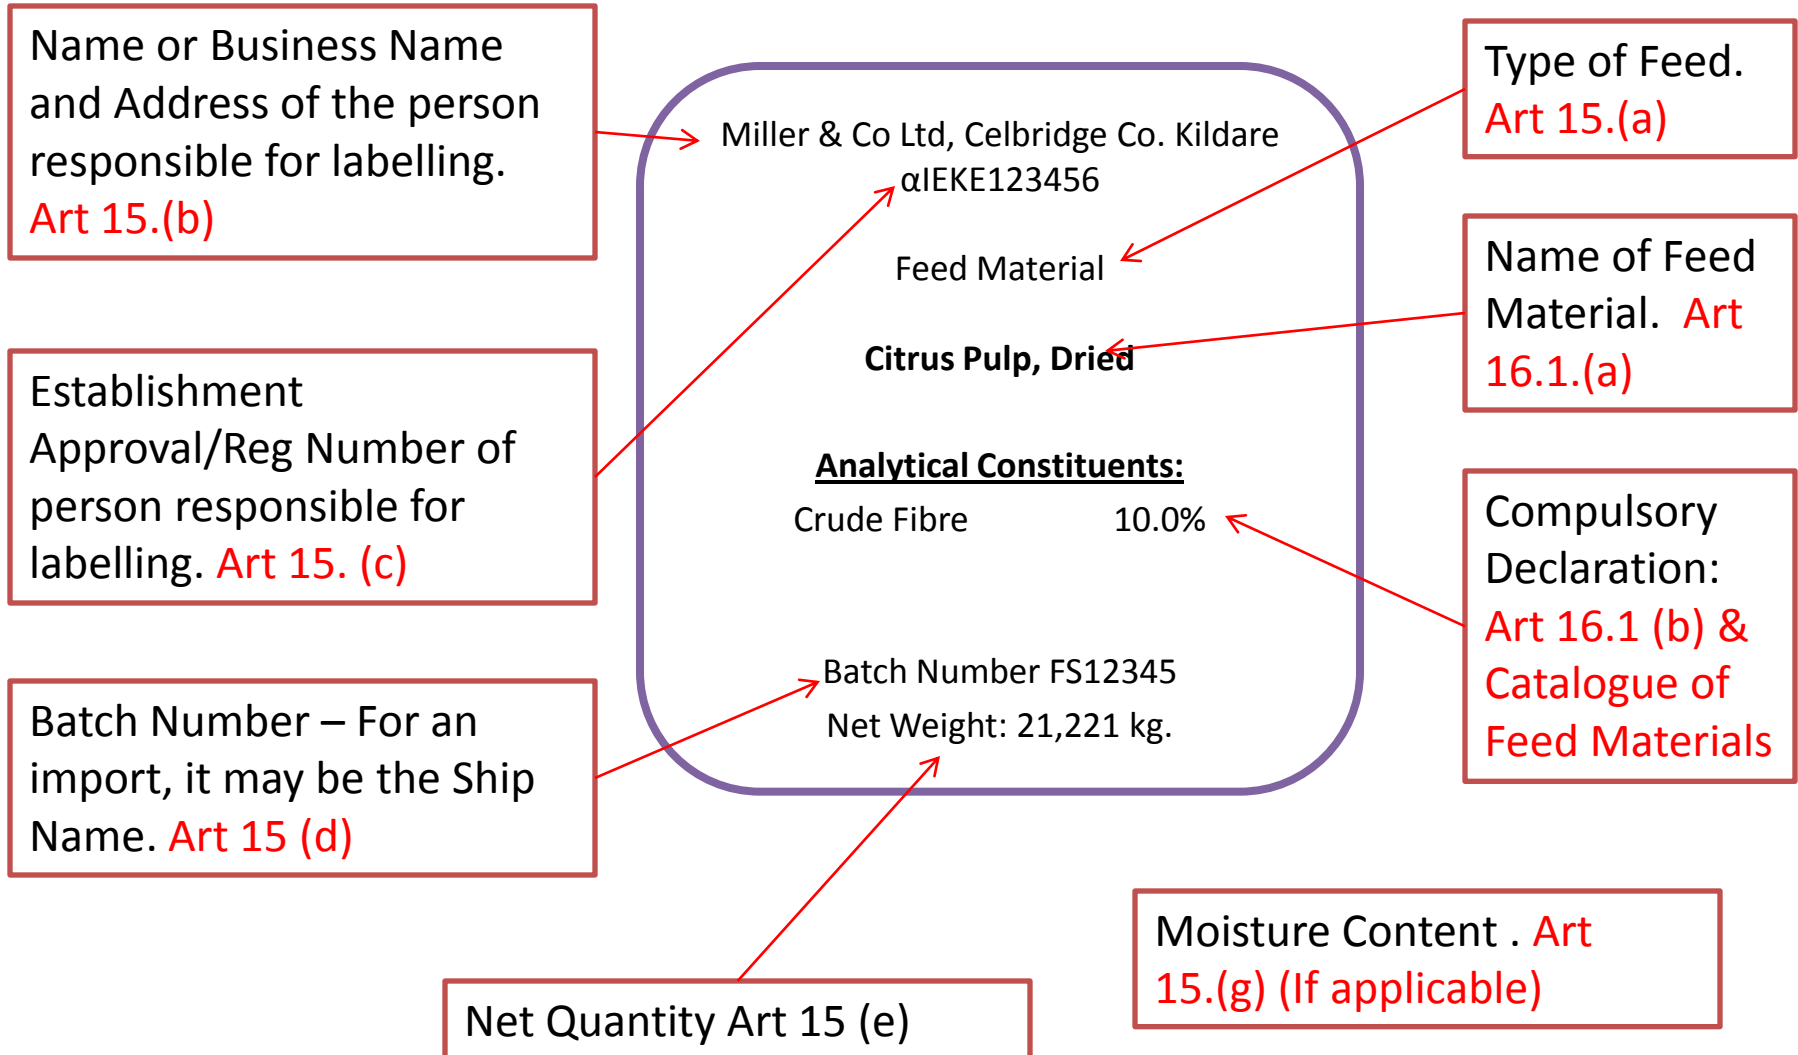 Name or Business Name
and Address of the person
responsible for labelling.
Art 15.(b)
Establishment
Approval/Reg Number of
person responsible for
labelling. Art 15. (c)
Batch Number – For an
import, it may be the Ship
Name. Art 15 (d)
Miller & Co Ltd, Celbridge Co. Kildare
αIEKE123456
Feed Material
Citrus Pulp, Dried
Analytical Constituents:
Crude Fibre 10.0%
Batch Number FS12345
Net Weight: 21,221 kg.
Type of Feed.
Art 15.(a)
Name of Feed
Material. Art
16.1.(a)
Compulsory
Declaration:
Art 16.1 (b) &
Catalogue of
Feed Materials
Net Quantity Art 15 (e)
Moisture Content . Art
15.(g) (If applicable)